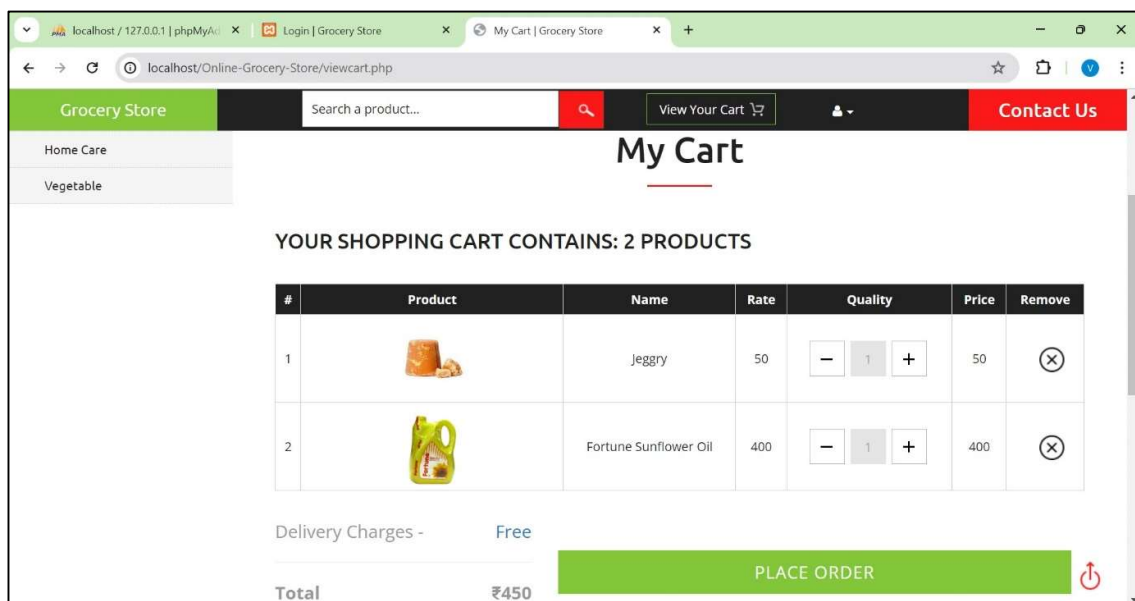 localhost / 127.0.0.1 | phpMyAd
Login | Grocery Store
My Cart | Grocery Store
localhost/Online-Grocery-Store/viewcart.php
V
Grocery Store
Search a product...
View Your Cart
Contact Us
Home Care
Vegetable
My Cart
YOUR SHOPPING CART CONTAINS: 2 PRODUCTS
# Product Name Rate Quality Price Remove
1 Jeggry 50 − 1 + 50
2 Fortune Sunflower Oil 400 − 1 + 400
Fortune
Delivery Charges - Free
PLACE ORDER
Total ₹450